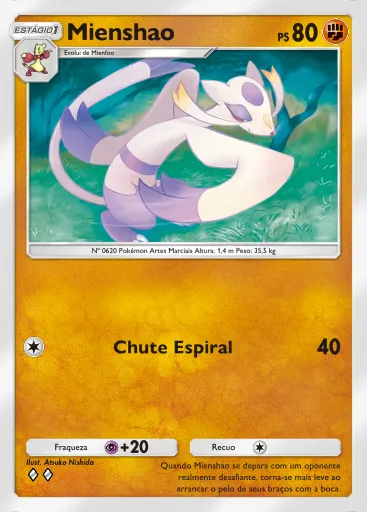 ESTÁGIO 1
Mienshao
PS 80
Evolui de Mienfoo
Nº 0620 Pokémon Artes Marciais Altura: 1,4 m Peso: 35,5 kg
Chute Espiral 40
Fraqueza +20
Recuo
Ilust. Atsuko Nishida
Quando Mienshao se depara com um oponente
realmente desafiante, torna-se mais leve ao
arrancar o pelo de seus braços com a boca.